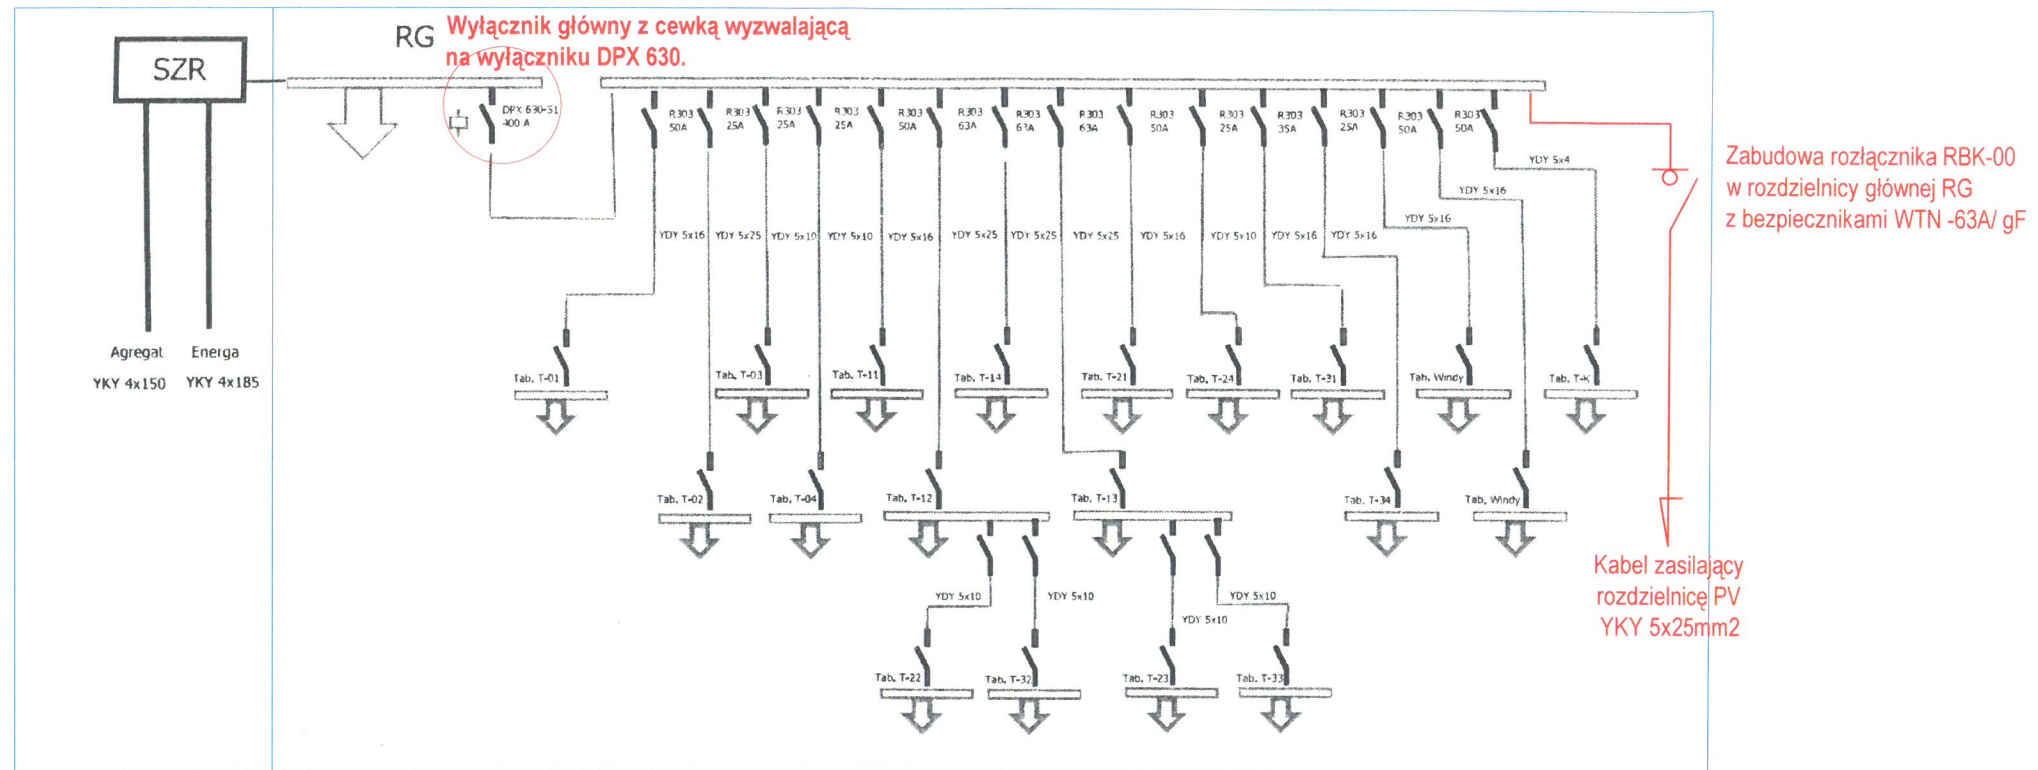 SZR
RG
Wyłącznik główny z cewką wyzwalającą
na wyłączniku DPX 630.
DPX 630-S1
400 A
R303
50A
R303
25A
R303
25A
R303
25A
R303
50A
R303
63A
R303
63A
R303
63A
R303
50A
R303
25A
R303
35A
R303
25A
R303
50A
R303
50A
YDY 5x4
YDY 5x16
YDY 5x16
Zabudowa rozłącznika RBK-00
w rozdzielnicy głównej RG
z bezpiecznikami WTN -63A/ gF
YDY 5x16
YDY 5x25
YDY 5x10
YDY 5x10
YDY 5x16
YDY 5x25
YDY 5x25
YDY 5x25
YDY 5x16
YDY 5x10
YDY 5x16
YDY 5x16
Agregat
YKY 4x150
Energa
YKY 4x185
Tab. T-01
Tab. T-03
Tab. T-11
Tab. T-14
Tab. T-21
Tab. T-24
Tab. T-31
Tab. Windy
Tab. T-K
Tab. T-02
Tab. T-04
Tab. T-12
Tab. T-13
Tab. T-34
Tab. Windy
Kabel zasilający
rozdzielnicę PV
YKY 5x25mm2
YDY 5x10
YDY 5x10
YDY 5x10
YDY 5x10
Tab. T-22
Tab. T-32
Tab. T-23
Tab. T-33